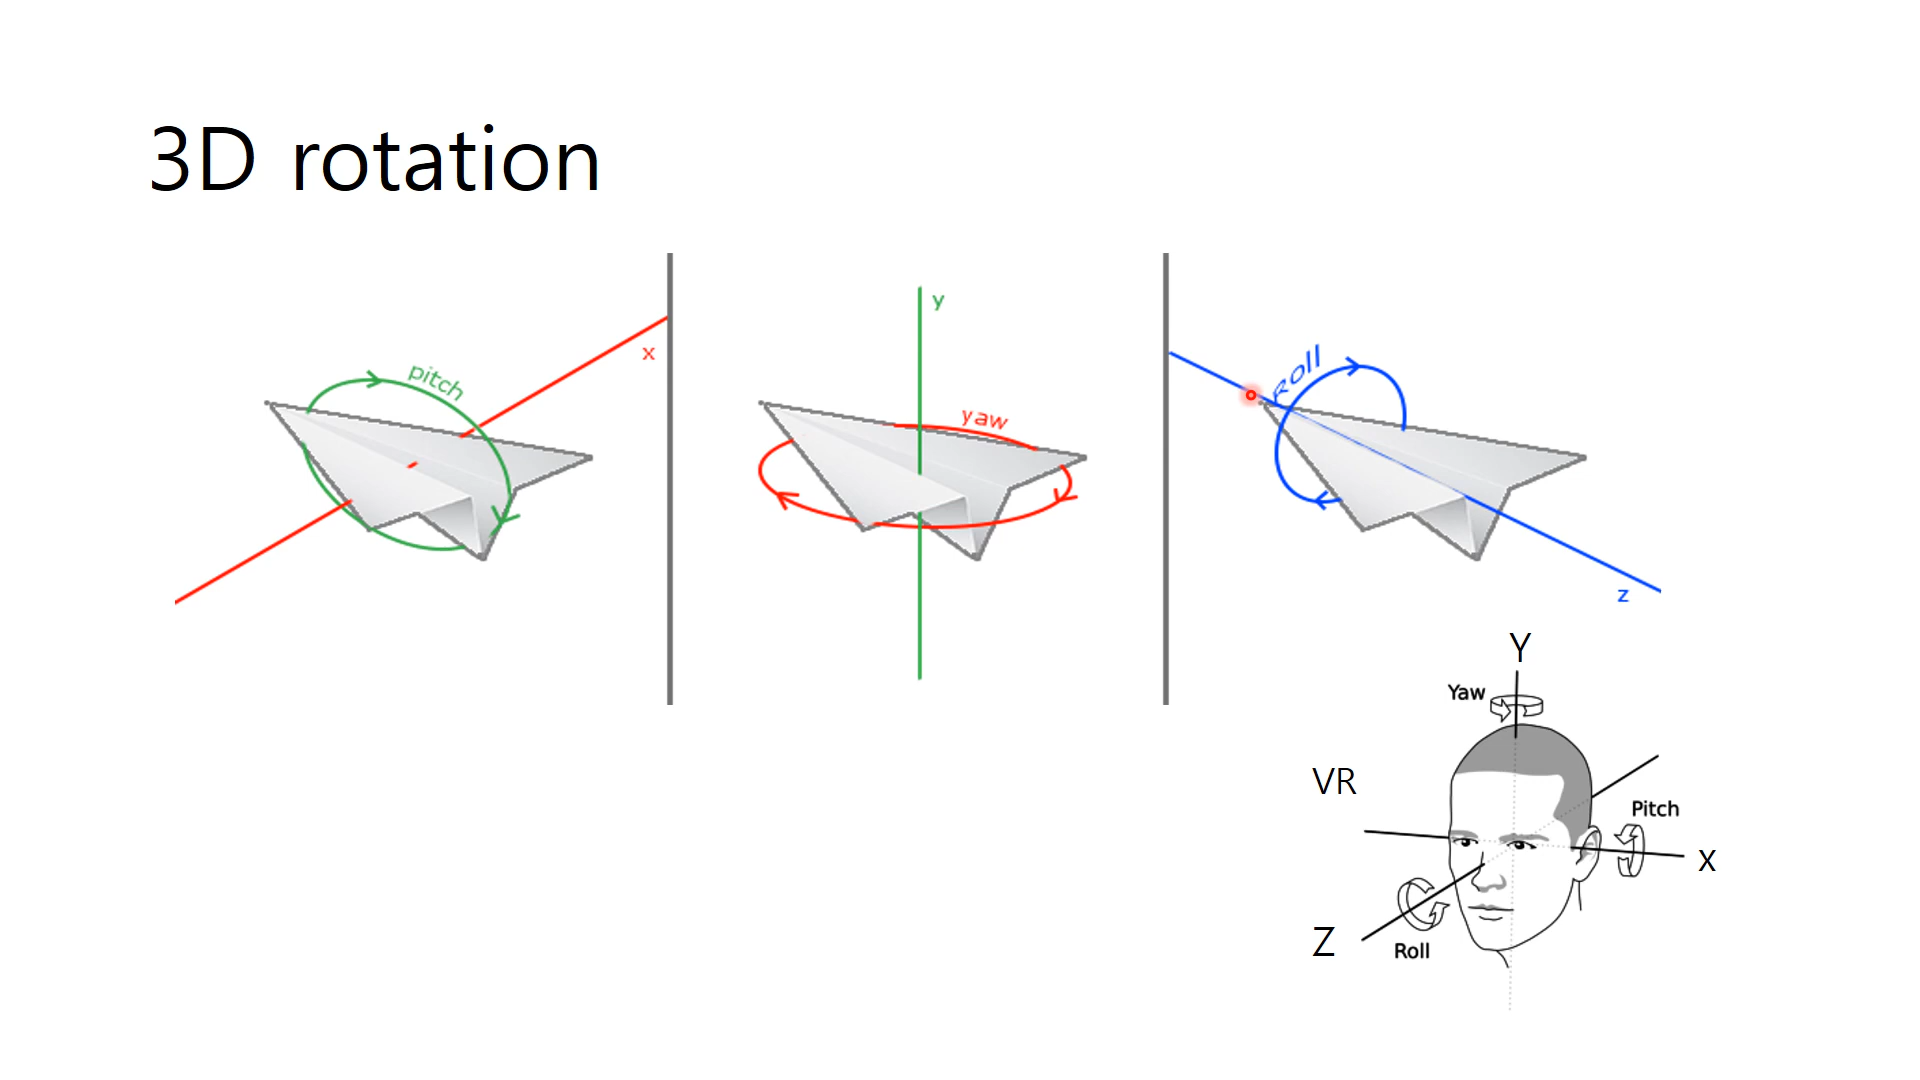 3D rotation
pitch
x
y
yaw
Roll
z
Y
Yaw
VR
Pitch
X
Z
Roll